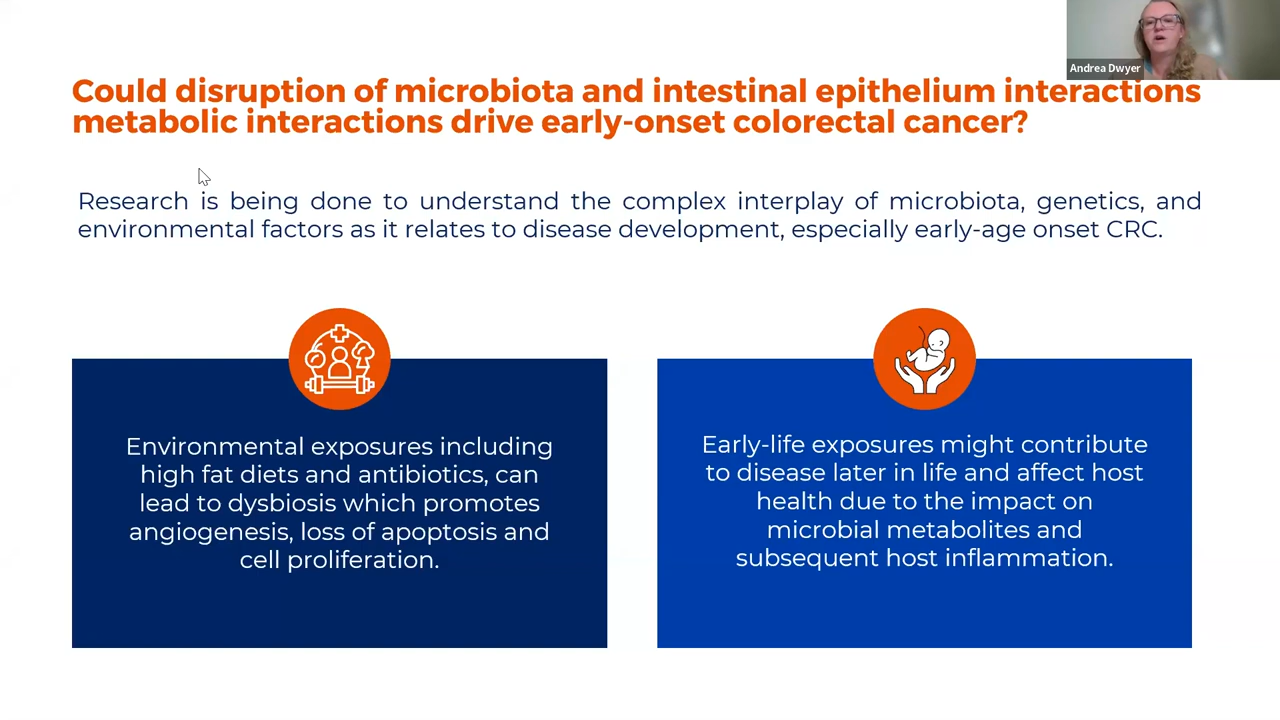 Andrea Dwyer
Could disruption of microbiota and intestinal epithelium interactions
metabolic interactions drive early-onset colorectal cancer?
Research is being done to understand the complex interplay of microbiota, genetics, and
environmental factors as it relates to disease development, especially early-age onset CRC.
Environmental exposures including
high fat diets and antibiotics, can
lead to dysbiosis which promotes
angiogenesis, loss of apoptosis and
cell proliferation.
Early-life exposures might contribute
to disease later in life and affect host
health due to the impact on
microbial metabolites and
subsequent host inflammation.